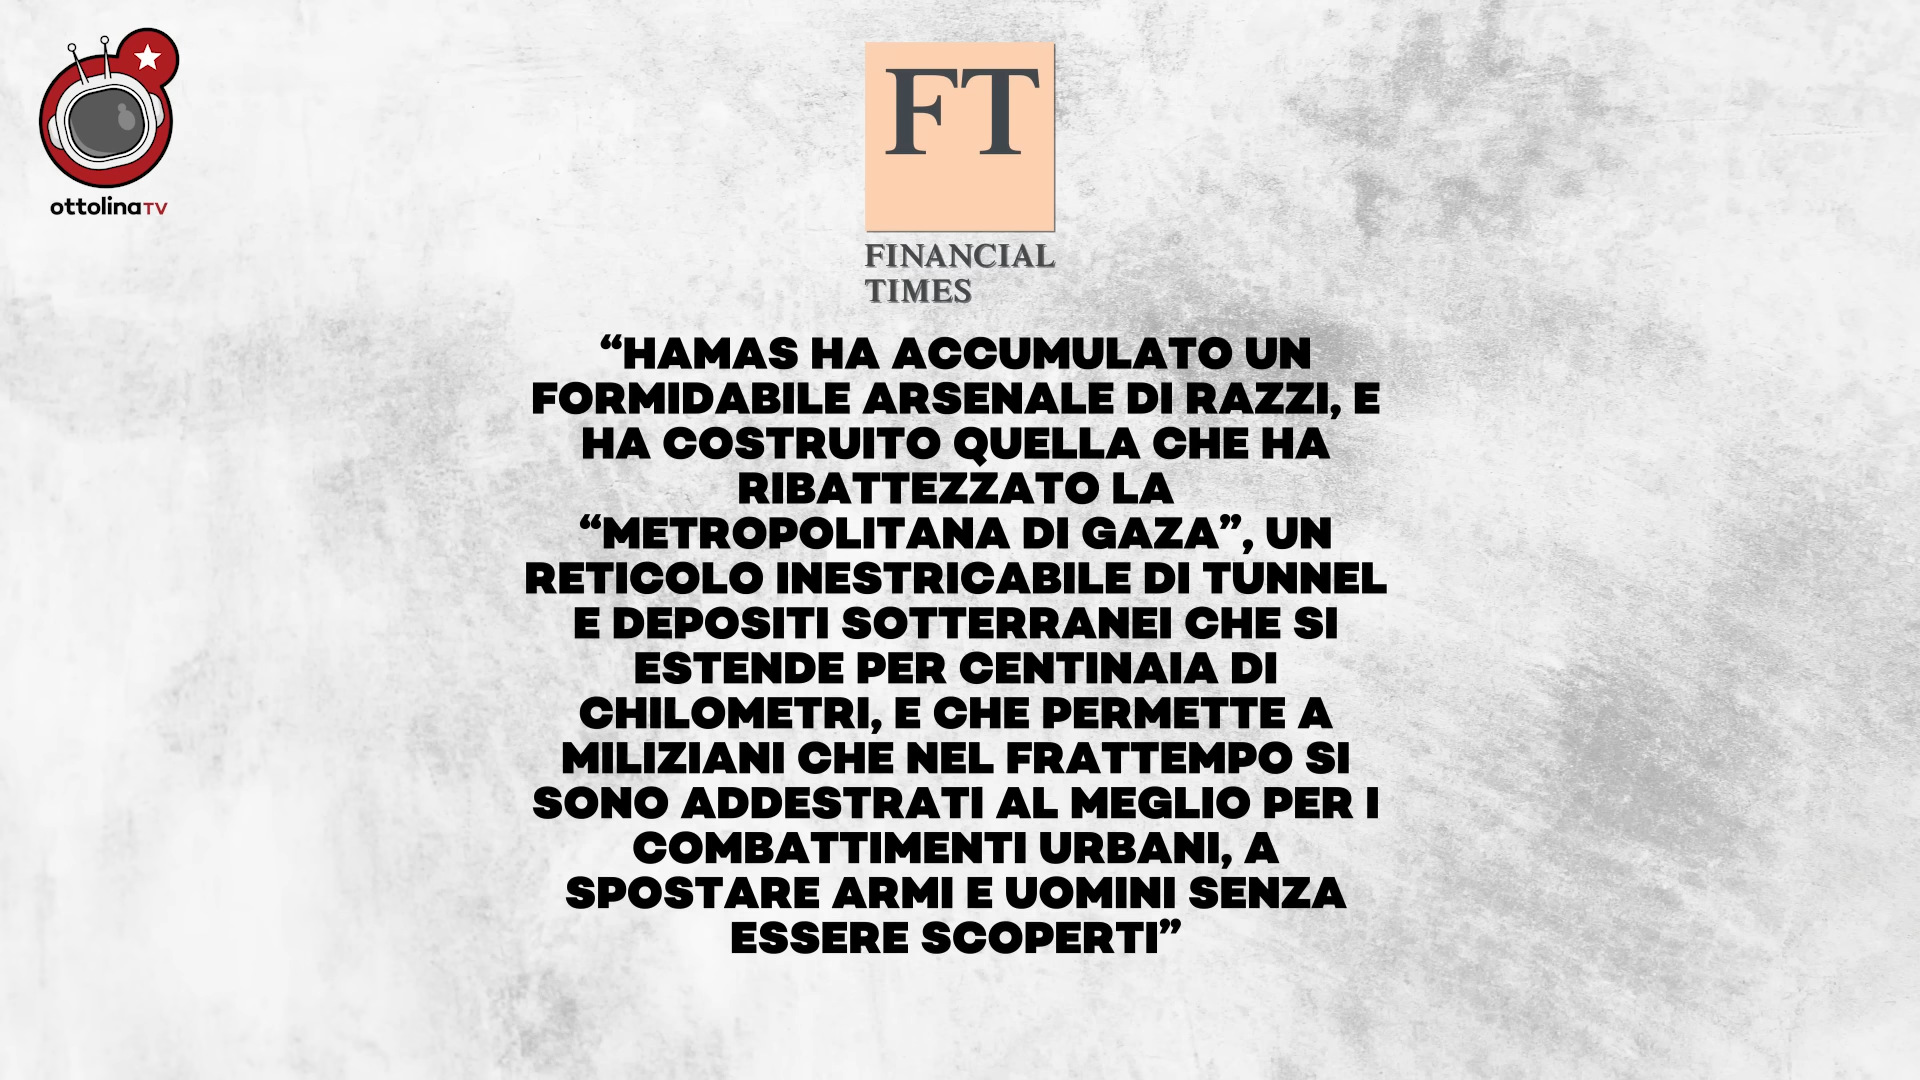 ottolinaTV
FT
FINANCIAL
TIMES
“HAMAS HA ACCUMULATO UN
FORMIDABILE ARSENALE DI RAZZI, E
HA COSTRUITO QUELLA CHE HA
RIBATTEZZATO LA
“METROPOLITANA DI GAZA”, UN
RETICOLO INESTRICABILE DI TUNNEL
E DEPOSITI SOTTERRANEI CHE SI
ESTENDE PER CENTINAIA DI
CHILOMETRI, E CHE PERMETTE A
MILIZIANI CHE NEL FRATTEMPO SI
SONO ADDESTRATI AL MEGLIO PER I
COMBATTIMENTI URBANI, A
SPOSTARE ARMI E UOMINI SENZA
ESSERE SCOPERTI”